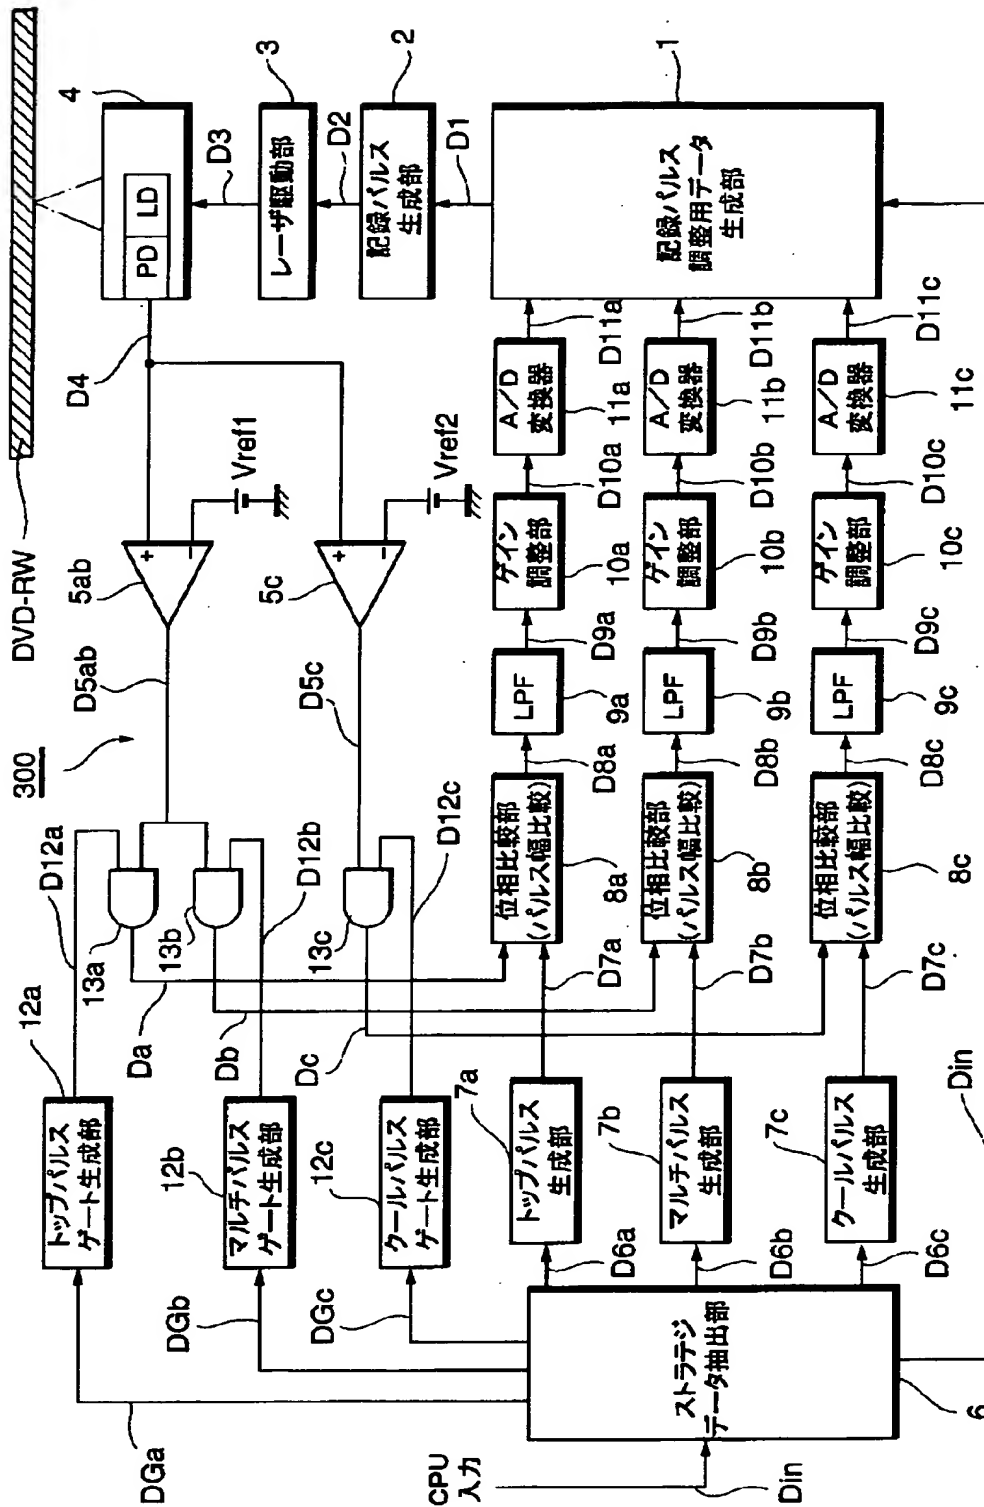 DVD-RW
300
4
PD
LD
D4
D3
3
レーザ駆動部
D2
2
記録パルス
生成部
D1
1
記録パルス
調整用データ
生成部
5ab
+
−
Vref1
D5ab
5c
+
−
Vref2
D5c
12a
トップパルス
ゲート生成部
D12a
13a
Da
12b
マルチパルス
ゲート生成部
D12b
13b
Db
12c
クールパルス
ゲート生成部
D12c
13c
Dc
DGa
DGb
DGc
CPU
入力
Din
ストラテジ
データ抽出部
6
Din
D6a
7a
トップパルス
生成部
D7a
位相比較部
(パルス幅比較)
8a
D8a
LPF
9a
D9a
ゲイン
調整部
10a
D10a
A/D
変換器
11a
D11a
D6b
7b
マルチパルス
生成部
D7b
位相比較部
(パルス幅比較)
8b
D8b
LPF
9b
D9b
ゲイン
調整部
10b
D10b
A/D
変換器
11b
D11b
D6c
7c
クールパルス
生成部
D7c
位相比較部
(パルス幅比較)
8c
D8c
LPF
9c
D9c
ゲイン
調整部
10c
D10c
A/D
変換器
11c
D11c